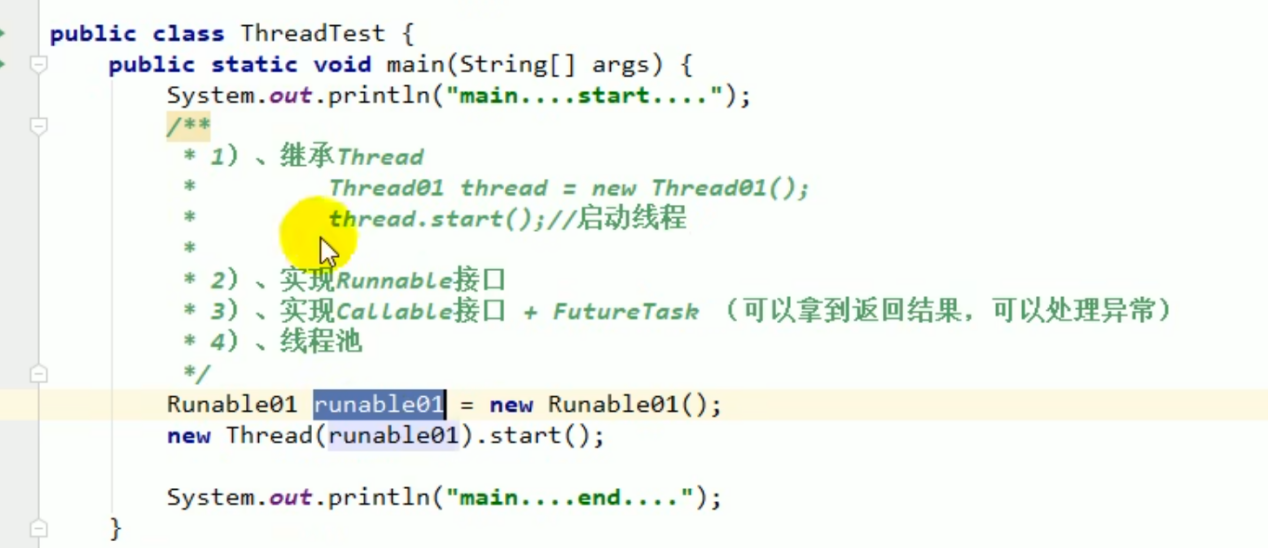 public class ThreadTest {
public static void main(String[] args) {
System.out.println("main....start....");
/**
* 1）、继承Thread
* Thread01 thread = new Thread01();
* thread.start();//启动线程
*
* 2）、实现Runnable接口
* 3）、实现Callable接口 + FutureTask （可以拿到返回结果，可以处理异常）
* 4）、线程池
*/
Runable01 runable01 = new Runable01();
new Thread(runable01).start();
System.out.println("main....end....");
}